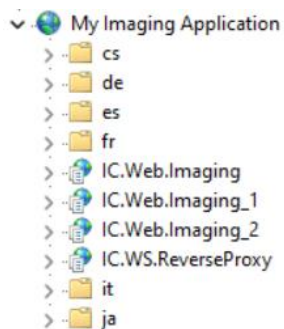 My Imaging Application
cs
de
es
fr
IC.Web.Imaging
IC.Web.Imaging_1
IC.Web.Imaging_2
IC.WS.ReverseProxy
it
ja